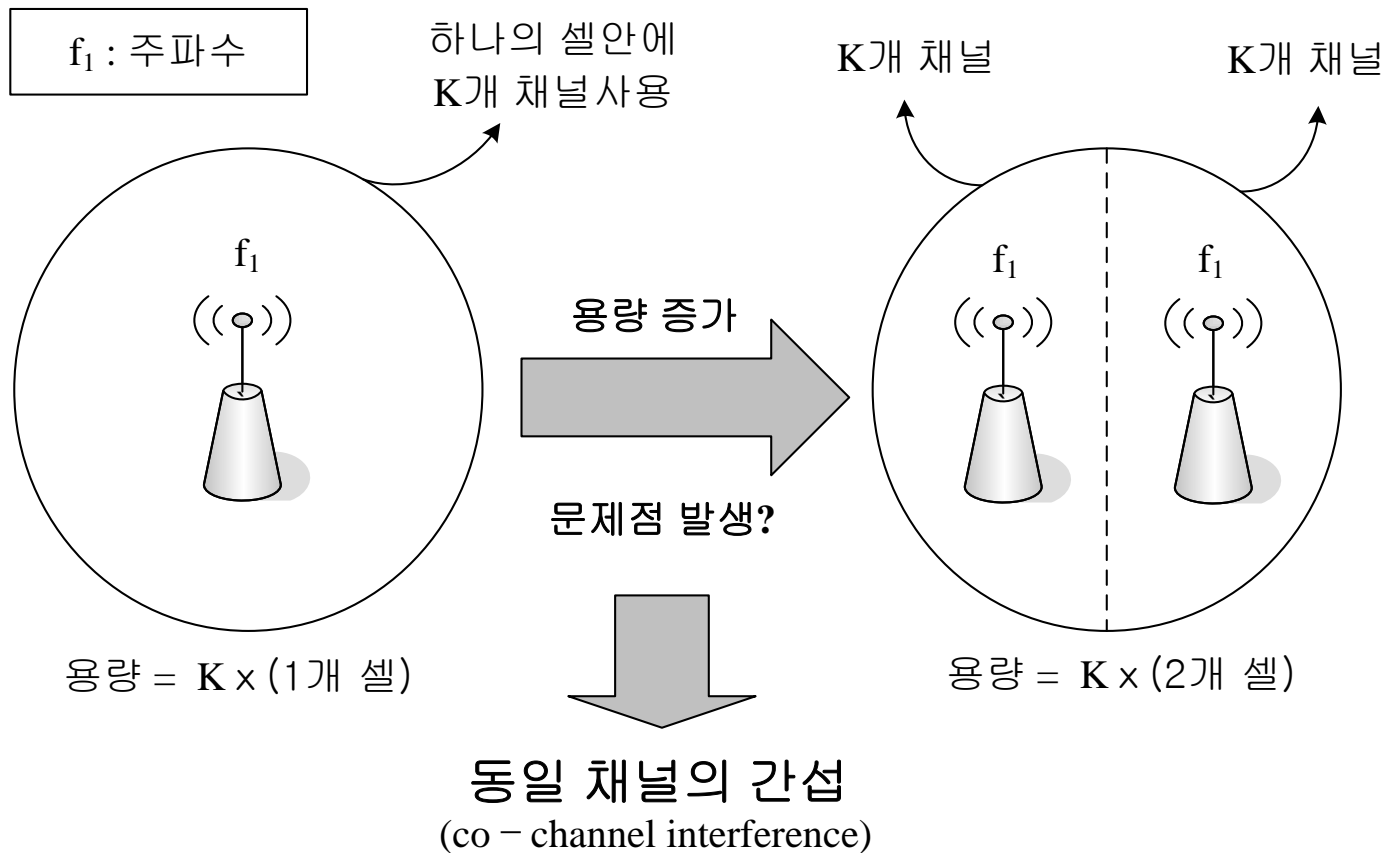 f₁ : 주파수
하나의 셀안에
K개 채널사용
K개 채널
K개 채널
f₁
f₁
f₁
용량 증가
문제점 발생?
용량 = K x (1개 셀)
용량 = K x (2개 셀)
동일 채널의 간섭
(co − channel interference)